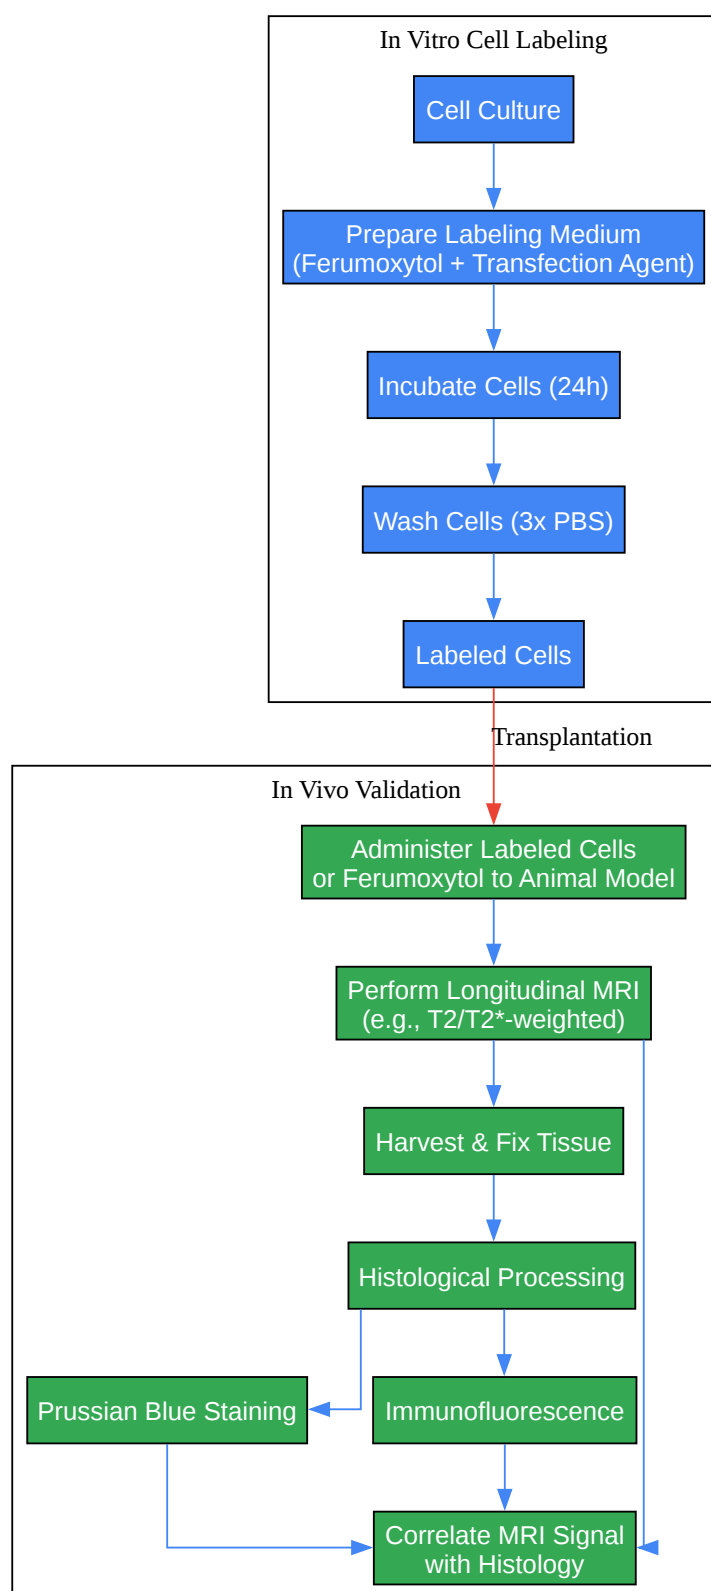 In Vitro Cell Labeling
Cell Culture
Prepare Labeling Medium
(Ferumoxytol + Transfection Agent)
Incubate Cells (24h)
Wash Cells (3x PBS)
Labeled Cells
Transplantation
In Vivo Validation
Administer Labeled Cells
or Ferumoxytol to Animal Model
Perform Longitudinal MRI
(e.g., T2/T2*-weighted)
Harvest & Fix Tissue
Histological Processing
Prussian Blue Staining
Immunofluorescence
Correlate MRI Signal
with Histology